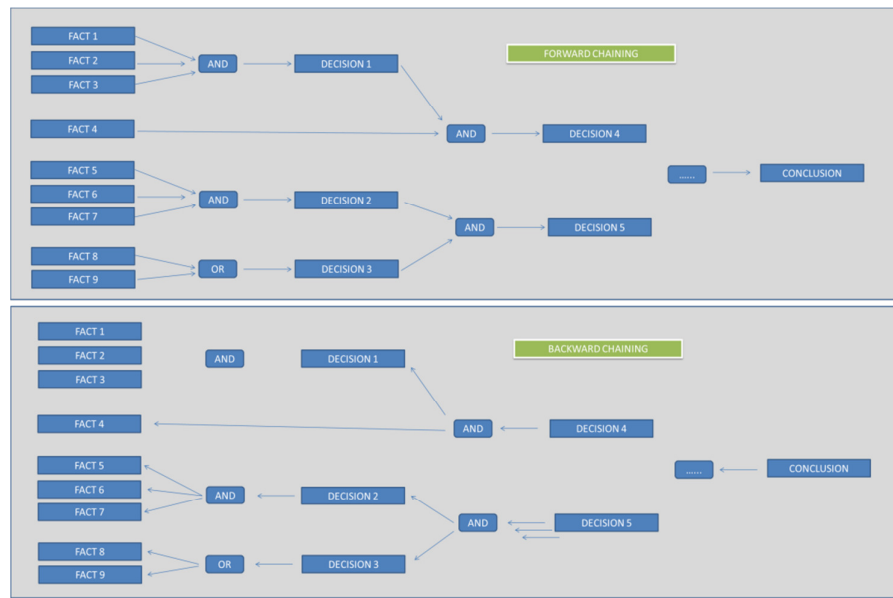 FACT 1
FACT 2
FACT 3
AND
DECISION 1
FORWARD CHAINING
FACT 4
AND
DECISION 4
FACT 5
FACT 6
FACT 7
AND
DECISION 2
AND
DECISION 5
......
CONCLUSION
FACT 8
FACT 9
OR
DECISION 3
FACT 1
FACT 2
FACT 3
AND
DECISION 1
BACKWARD CHAINING
FACT 4
AND
DECISION 4
FACT 5
FACT 6
FACT 7
AND
DECISION 2
AND
DECISION 5
......
CONCLUSION
FACT 8
FACT 9
OR
DECISION 3